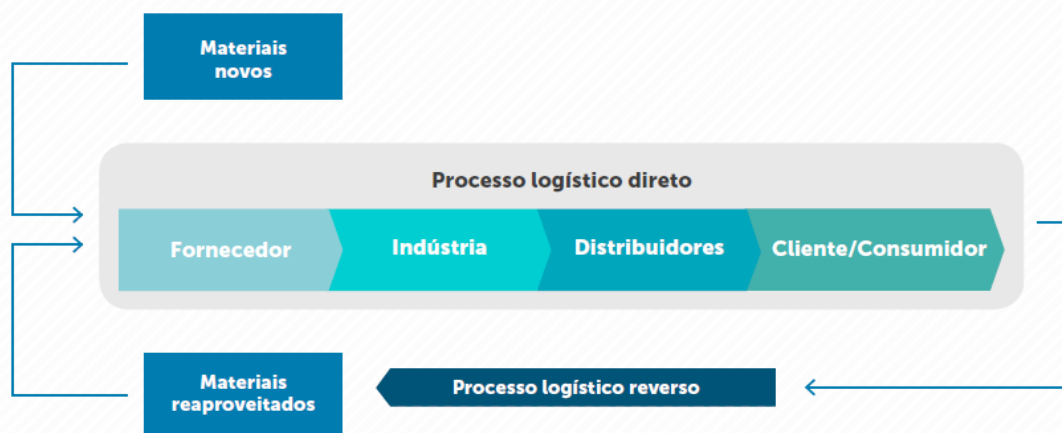 Materiais
novos
Processo logístico direto
Fornecedor
Indústria
Distribuidores
Cliente/Consumidor
Materiais
reaproveitados
Processo logístico reverso